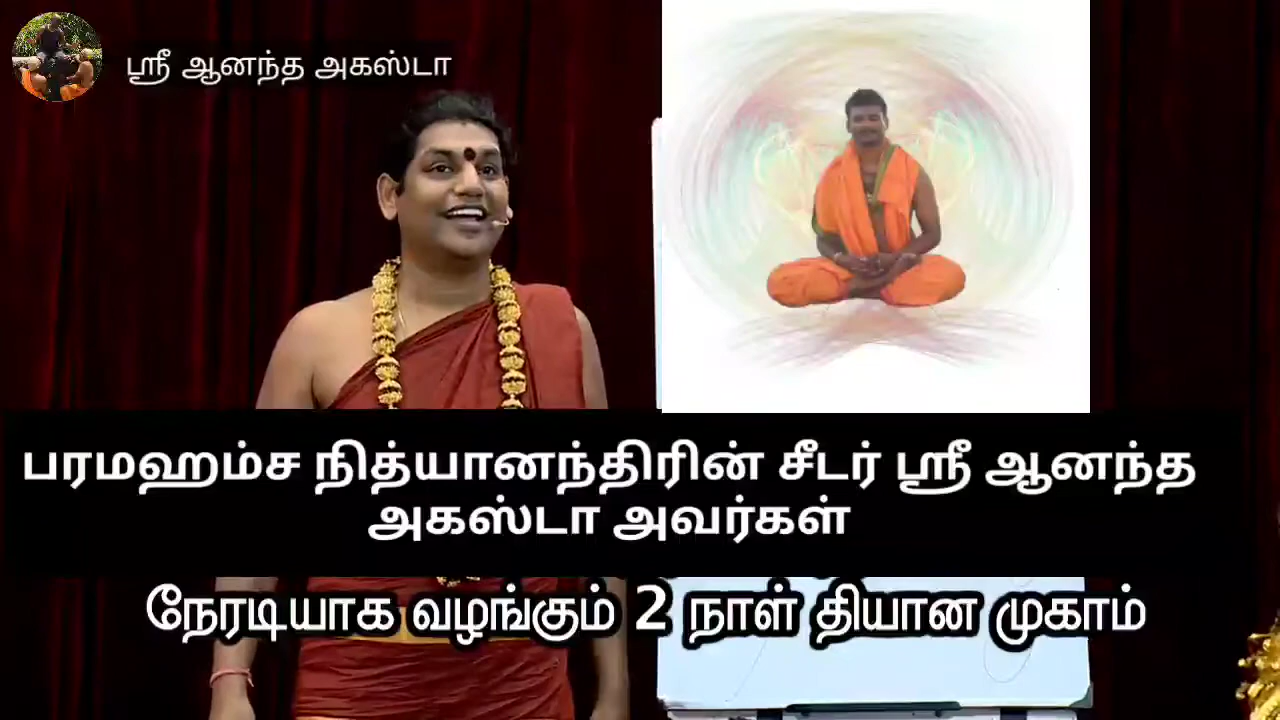 ஸ்ரீ ஆனந்த அகஸ்டா
பரமஹம்ச நித்யானந்திரின் சீடர் ஸ்ரீ ஆனந்த
அகஸ்டா அவர்கள்
நேரடியாக வழங்கும் 2 நாள் தியான முகாம்